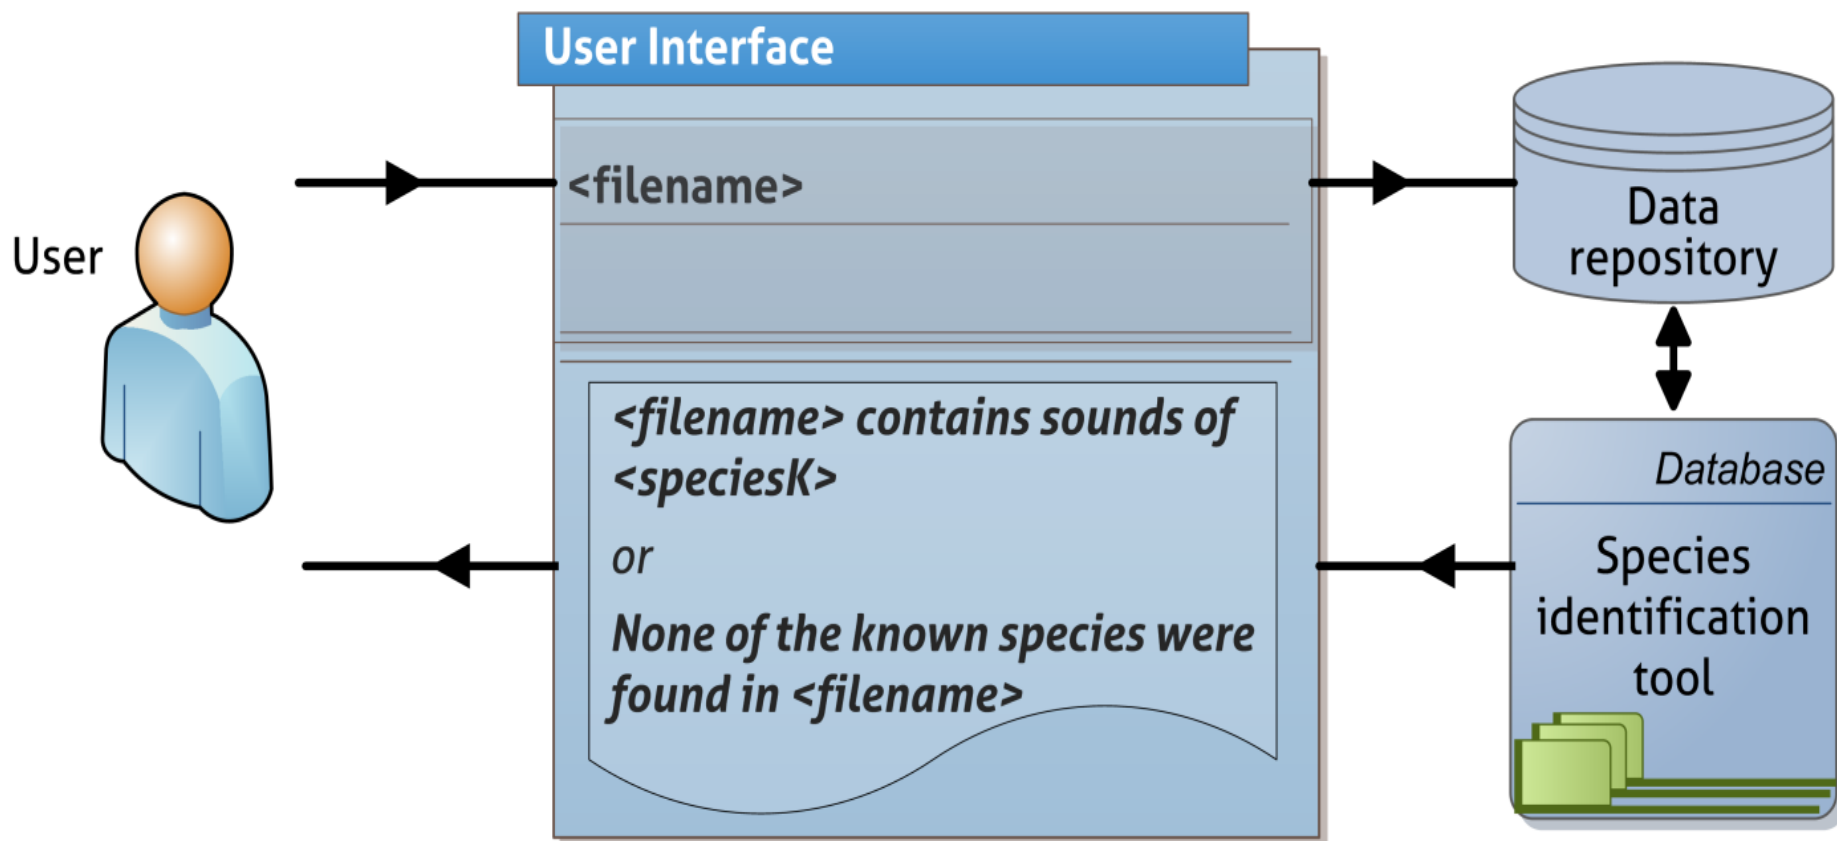 User Interface
<filename>
User
Data
repository
<filename> contains sounds of
<speciesK>
or
None of the known species were
found in <filename>
Database
Species
identification
tool